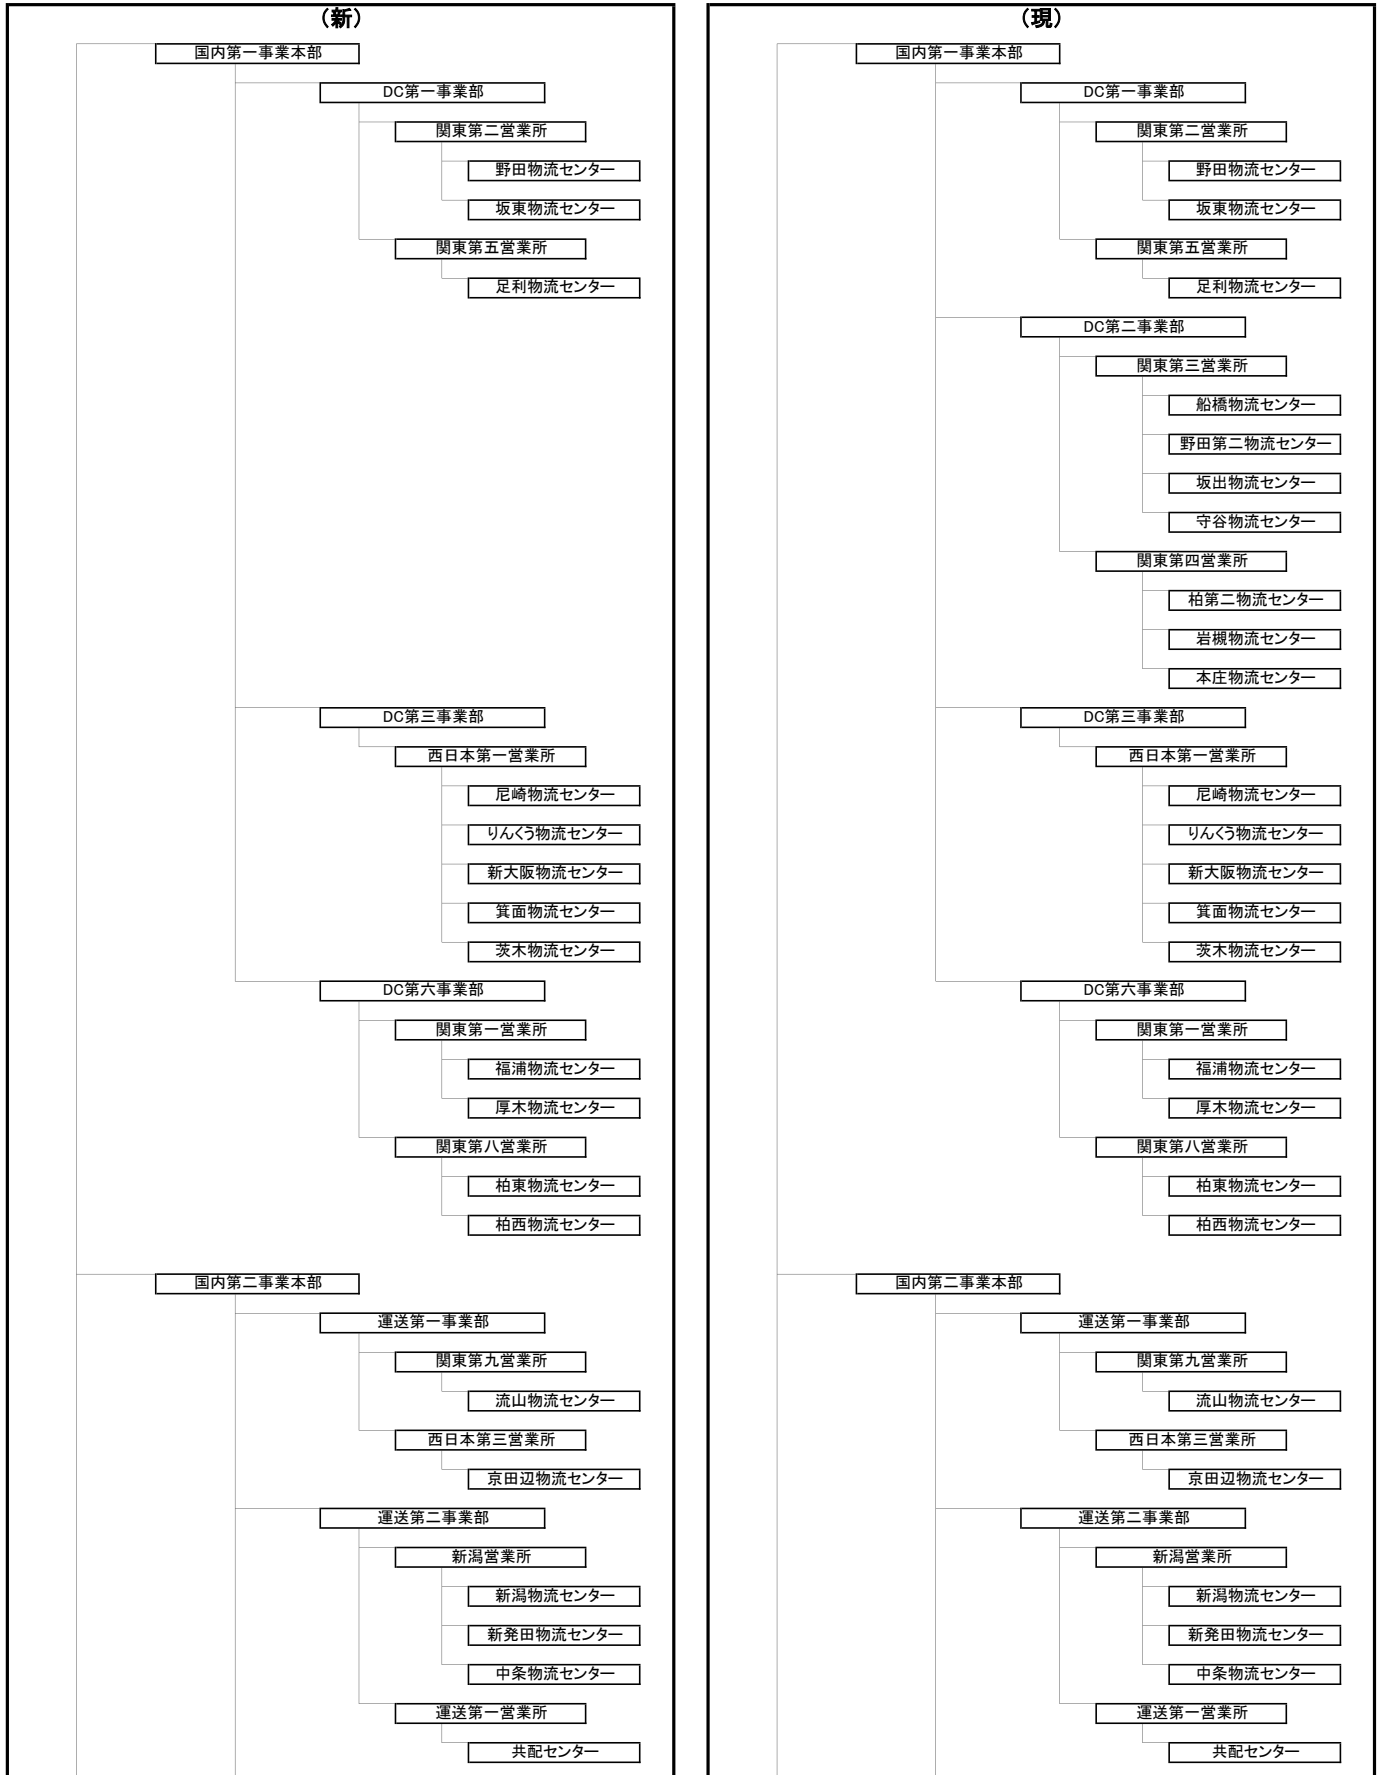 （新）
国内第一事業本部
DC第一事業部
関東第二営業所
野田物流センター
坂東物流センター
関東第五営業所
足利物流センター
DC第三事業部
西日本第一営業所
尼崎物流センター
りんくう物流センター
新大阪物流センター
箕面物流センター
茨木物流センター
DC第六事業部
関東第一営業所
福浦物流センター
厚木物流センター
関東第八営業所
柏東物流センター
柏西物流センター
国内第二事業本部
運送第一事業部
関東第九営業所
流山物流センター
西日本第三営業所
京田辺物流センター
運送第二事業部
新潟営業所
新潟物流センター
新発田物流センター
中条物流センター
運送第一営業所
共配センター
（現）
国内第一事業本部
DC第一事業部
関東第二営業所
野田物流センター
坂東物流センター
関東第五営業所
足利物流センター
DC第二事業部
関東第三営業所
船橋物流センター
野田第二物流センター
坂出物流センター
守谷物流センター
関東第四営業所
柏第二物流センター
岩槻物流センター
本庄物流センター
DC第三事業部
西日本第一営業所
尼崎物流センター
りんくう物流センター
新大阪物流センター
箕面物流センター
茨木物流センター
DC第六事業部
関東第一営業所
福浦物流センター
厚木物流センター
関東第八営業所
柏東物流センター
柏西物流センター
国内第二事業本部
運送第一事業部
関東第九営業所
流山物流センター
西日本第三営業所
京田辺物流センター
運送第二事業部
新潟営業所
新潟物流センター
新発田物流センター
中条物流センター
運送第一営業所
共配センター